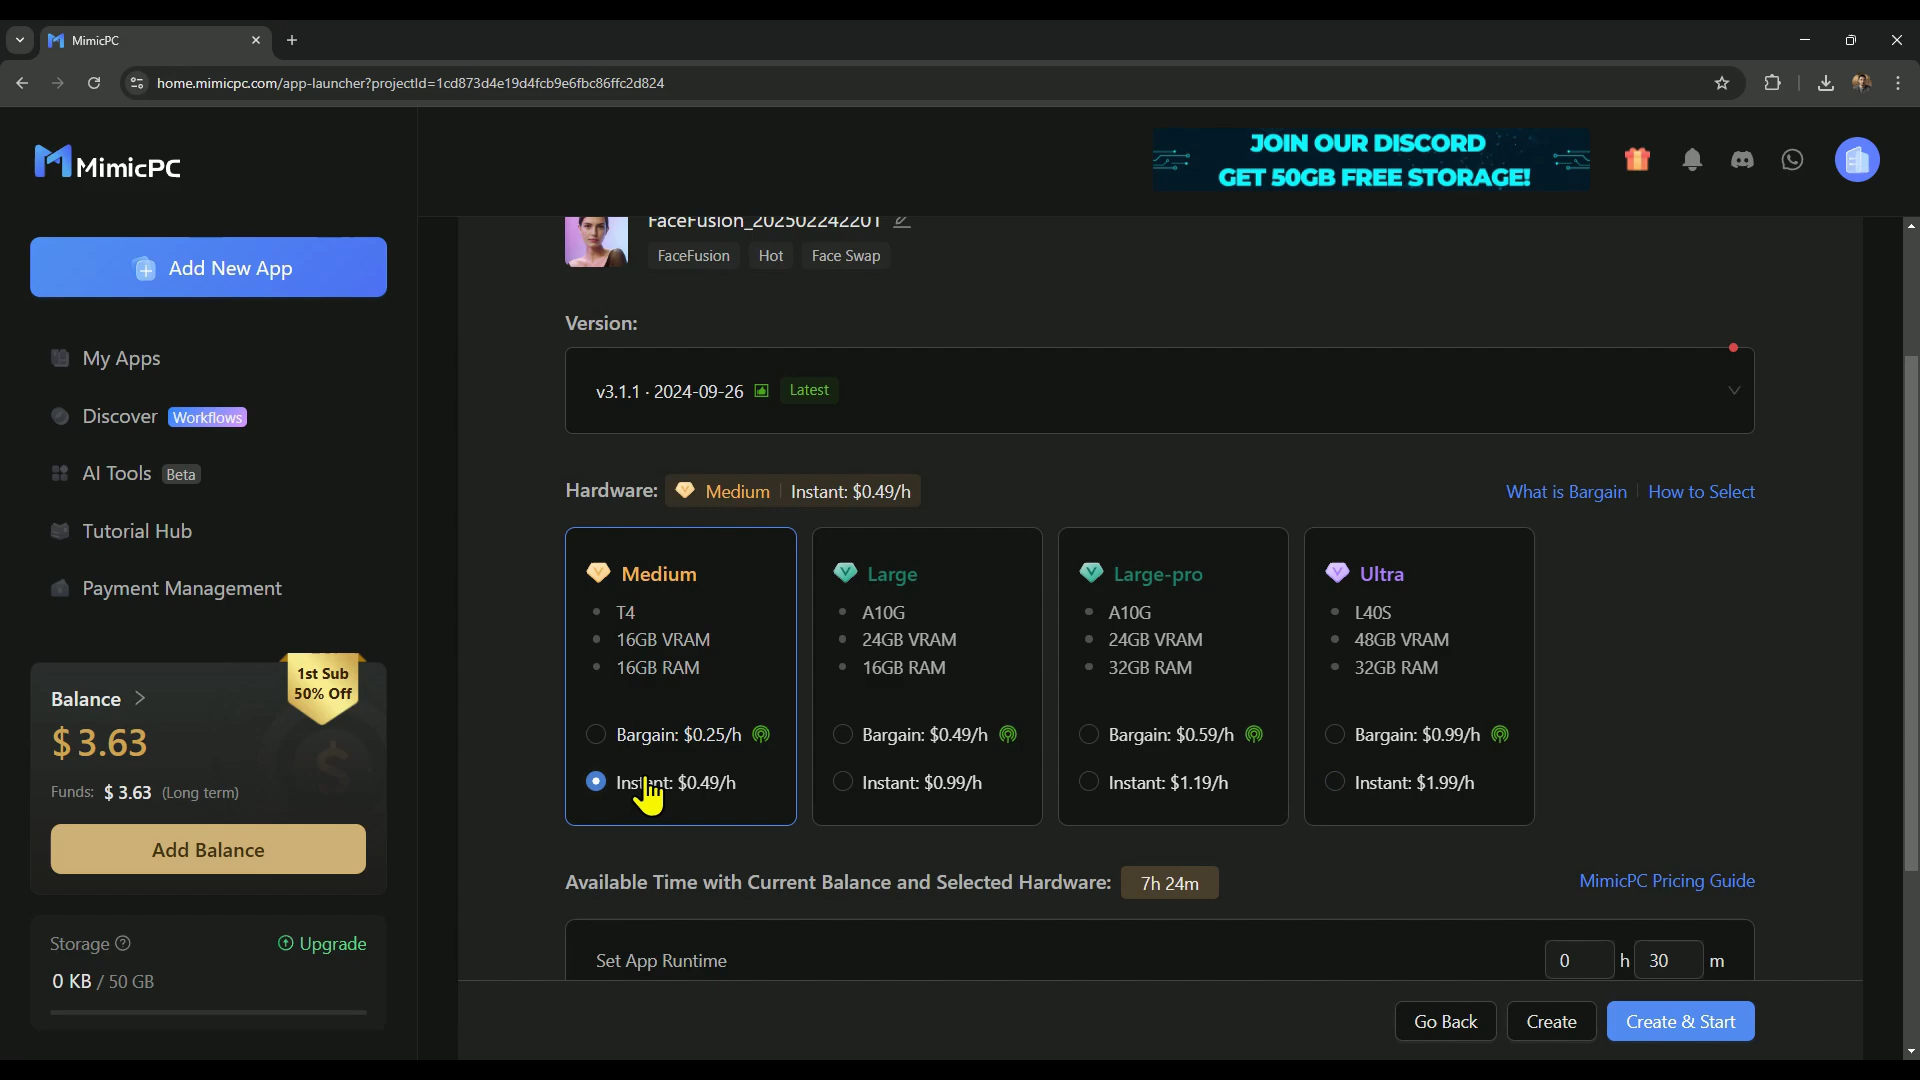 MimicPC
home.mimicpc.com/app-launcher?projectId=1cd873d4e19d4fcb9e6fbc86ffc2d824
MimicPC
JOIN OUR DISCORD
GET 50GB FREE STORAGE!
Add New App
My Apps
Discover Workflows
AI Tools Beta
Tutorial Hub
Payment Management
1st Sub
50% Off
Balance >
$3.63
Funds: $3.63 (Long term)
Add Balance
Storage Upgrade
0 KB / 50 GB
FaceFusion_202502242201
FaceFusion Hot Face Swap
Version:
v3.1.1 · 2024-09-26 Latest
Hardware: Medium Instant: $0.49/h What is Bargain How to Select
Medium
• T4
• 16GB VRAM
• 16GB RAM
Bargain: $0.25/h
Instant: $0.49/h
Large
• A10G
• 24GB VRAM
• 16GB RAM
Bargain: $0.49/h
Instant: $0.99/h
Large-pro
• A10G
• 24GB VRAM
• 32GB RAM
Bargain: $0.59/h
Instant: $1.19/h
Ultra
• L40S
• 48GB VRAM
• 32GB RAM
Bargain: $0.99/h
Instant: $1.99/h
Available Time with Current Balance and Selected Hardware: 7h 24m MimicPC Pricing Guide
Set App Runtime 0 h 30 m
Go Back Create Create & Start